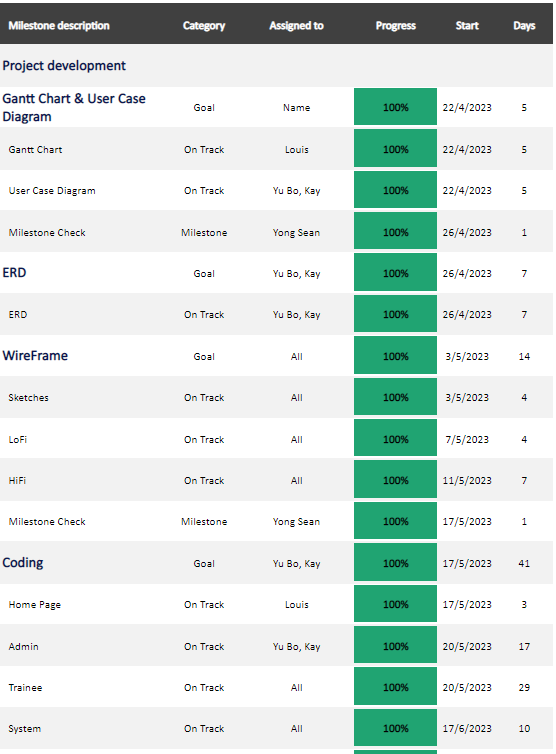 Milestone description Category Assigned to Progress Start Days
Project development
Gantt Chart & User Case
Diagram Goal Name 100% 22/4/2023 5
Gantt Chart On Track Louis 100% 22/4/2023 5
User Case Diagram On Track Yu Bo, Kay 100% 22/4/2023 5
Milestone Check Milestone Yong Sean 100% 26/4/2023 1
ERD Goal Yu Bo, Kay 100% 26/4/2023 7
ERD On Track Yu Bo, Kay 100% 26/4/2023 7
WireFrame Goal All 100% 3/5/2023 14
Sketches On Track All 100% 3/5/2023 4
LoFi On Track All 100% 7/5/2023 4
HiFi On Track All 100% 11/5/2023 7
Milestone Check Milestone Yong Sean 100% 17/5/2023 1
Coding Goal Yu Bo, Kay 100% 17/5/2023 41
Home Page On Track Louis 100% 17/5/2023 3
Admin On Track Yu Bo, Kay 100% 20/5/2023 17
Trainee On Track All 100% 20/5/2023 29
System On Track All 100% 17/6/2023 10